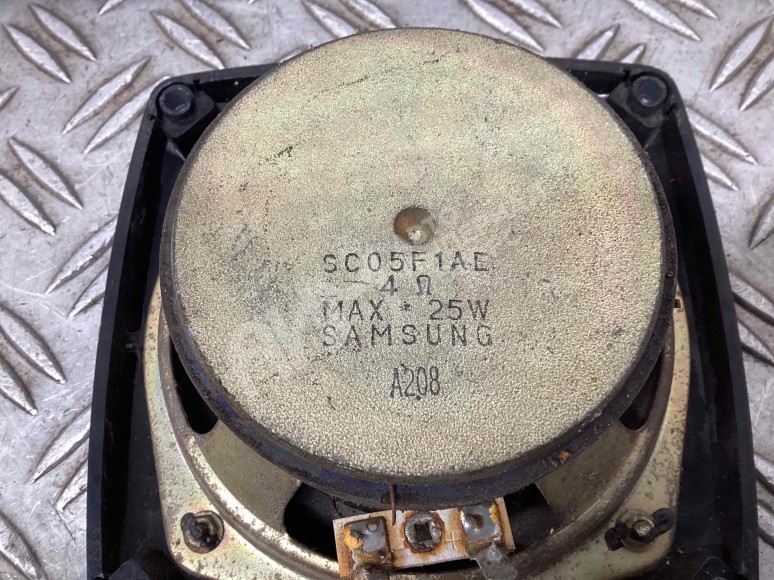 SC05F1AE
4 Ω
MAX * 25W
SAMSUNG
A208